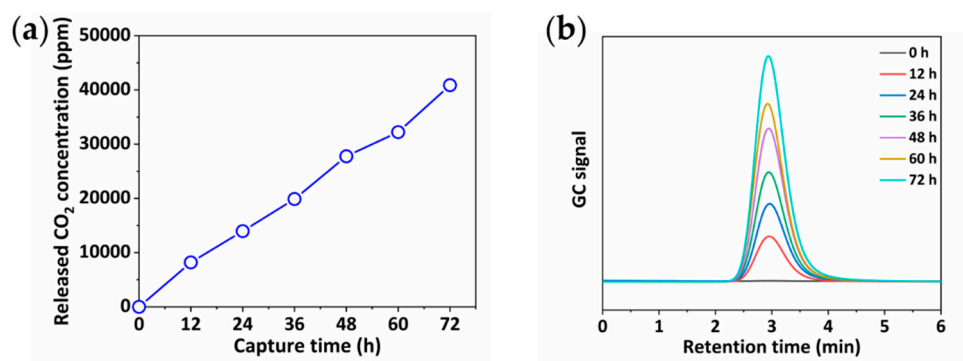 (a)
Released CO₂ concentration (ppm)
50000
40000
30000
20000
10000
0
0 12 24 36 48 60 72
Capture time (h)
(b)
GC signal
0 h
12 h
24 h
36 h
48 h
60 h
72 h
0 1 2 3 4 5 6
Retention time (min)